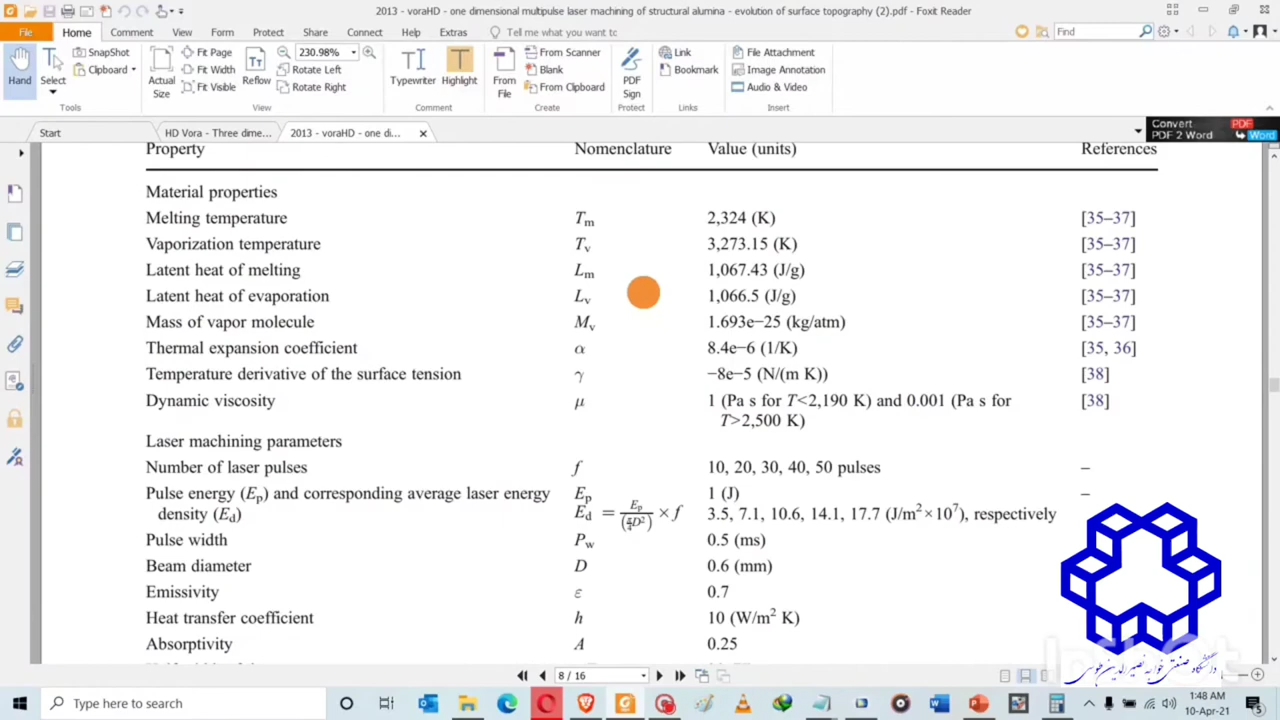 2013 - voraHD - one dimensional multipulse laser machining of structural alumina - evolution of surface topography (2).pdf - Foxit Reader
File Home Comment View Form Protect Share Connect Help Extras Tell me what you want to Find
Hand
Select
SnapShot
Clipboard
Tools
Actual Size
Fit Page
Fit Width
Fit Visible
Reflow
230.98%
Rotate Left
Rotate Right
View
Typewriter
Highlight
Comment
From File
From Scanner
Blank
From Clipboard
Create
PDF Sign
Protect
Link
Bookmark
Links
File Attachment
Image Annotation
Audio & Video
Insert
Start HD Vora - Three dime... 2013 - voraHD - one di...
Convert PDF
PDF 2 Word Word
Property Nomenclature Value (units) References
Material properties
Melting temperature Tm 2,324 (K) [35–37]
Vaporization temperature Tv 3,273.15 (K) [35–37]
Latent heat of melting Lm 1,067.43 (J/g) [35–37]
Latent heat of evaporation Lv 1,066.5 (J/g) [35–37]
Mass of vapor molecule Mv 1.693e−25 (kg/atm) [35–37]
Thermal expansion coefficient α 8.4e−6 (1/K) [35, 36]
Temperature derivative of the surface tension γ −8e−5 (N/(m K)) [38]
Dynamic viscosity μ 1 (Pa s for T<2,190 K) and 0.001 (Pa s for [38]
T>2,500 K)
Laser machining parameters
Number of laser pulses f 10, 20, 30, 40, 50 pulses –
Pulse energy (Ep) and corresponding average laser energy Ep 1 (J) –
density (Ed) Ed = Ep/(π/4 D²) × f 3.5, 7.1, 10.6, 14.1, 17.7 (J/m²×10⁷), respectively
Pulse width Pw 0.5 (ms)
Beam diameter D 0.6 (mm)
Emissivity ε 0.7
Heat transfer coefficient h 10 (W/m² K)
Absorptivity A 0.25
8 / 16
دانشگاه صنعتی خواجه نصیرالدین طوسی
Type here to search
1:48 AM
10-Apr-21
5